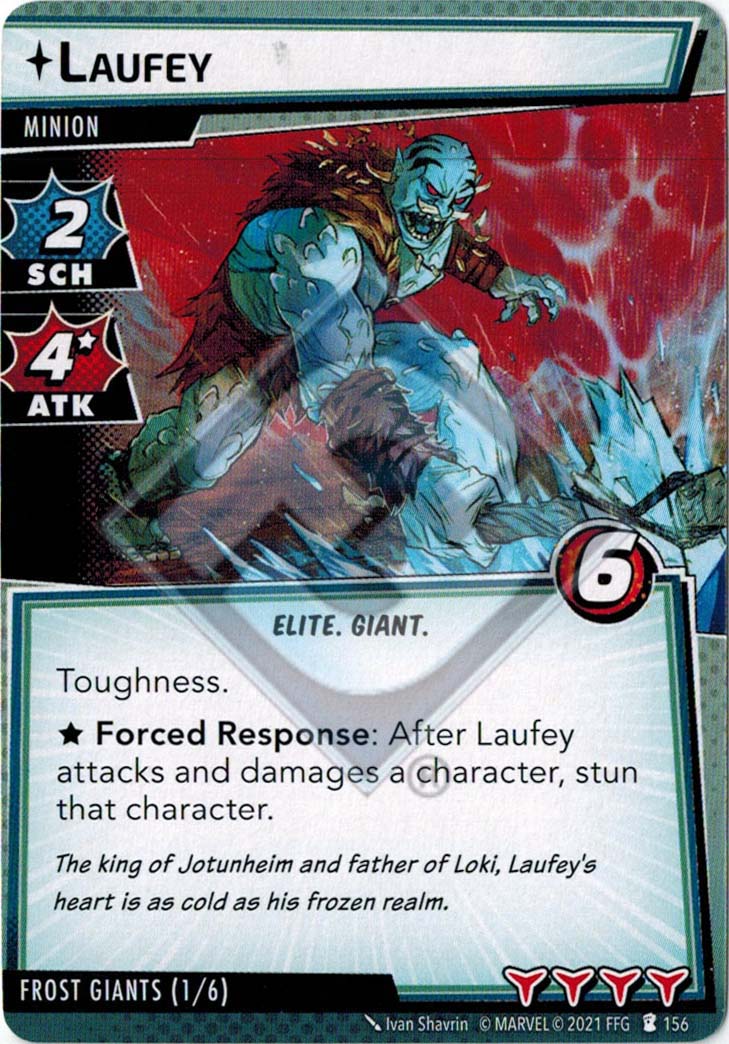 LAUFEY
MINION
2
SCH
4★
ATK
6
ELITE. GIANT.
Toughness.
★ Forced Response: After Laufey
attacks and damages a character, stun
that character.
The king of Jotunheim and father of Loki, Laufey's
heart is as cold as his frozen realm.
FROST GIANTS (1/6)
Ivan Shavrin © MARVEL © 2021 FFG 156